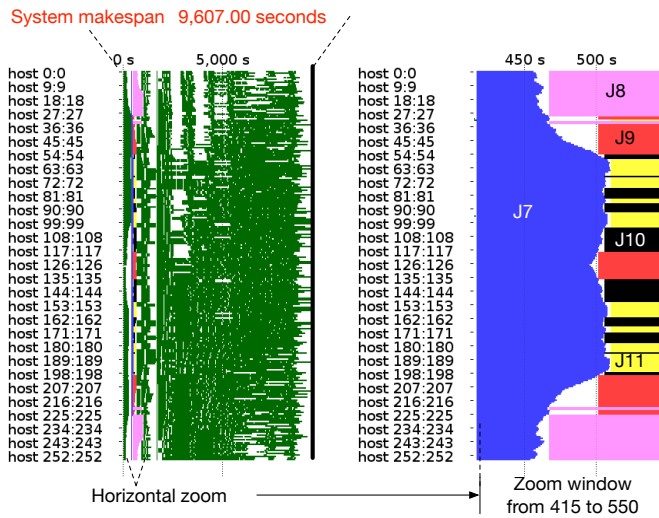 System makespan 9,607.00 seconds
0 s 5,000 s
host 0:0
host 9:9
host 18:18
host 27:27
host 36:36
host 45:45
host 54:54
host 63:63
host 72:72
host 81:81
host 90:90
host 99:99
host 108:108
host 117:117
host 126:126
host 135:135
host 144:144
host 153:153
host 162:162
host 171:171
host 180:180
host 189:189
host 198:198
host 207:207
host 216:216
host 225:225
host 234:234
host 243:243
host 252:252
Horizontal zoom
450 s 500 s
host 0:0
host 9:9
host 18:18
host 27:27
host 36:36
host 45:45
host 54:54
host 63:63
host 72:72
host 81:81
host 90:90
host 99:99
host 108:108
host 117:117
host 126:126
host 135:135
host 144:144
host 153:153
host 162:162
host 171:171
host 180:180
host 189:189
host 198:198
host 207:207
host 216:216
host 225:225
host 234:234
host 243:243
host 252:252
J8
J9
J7
J10
J11
Zoom window
from 415 to 550